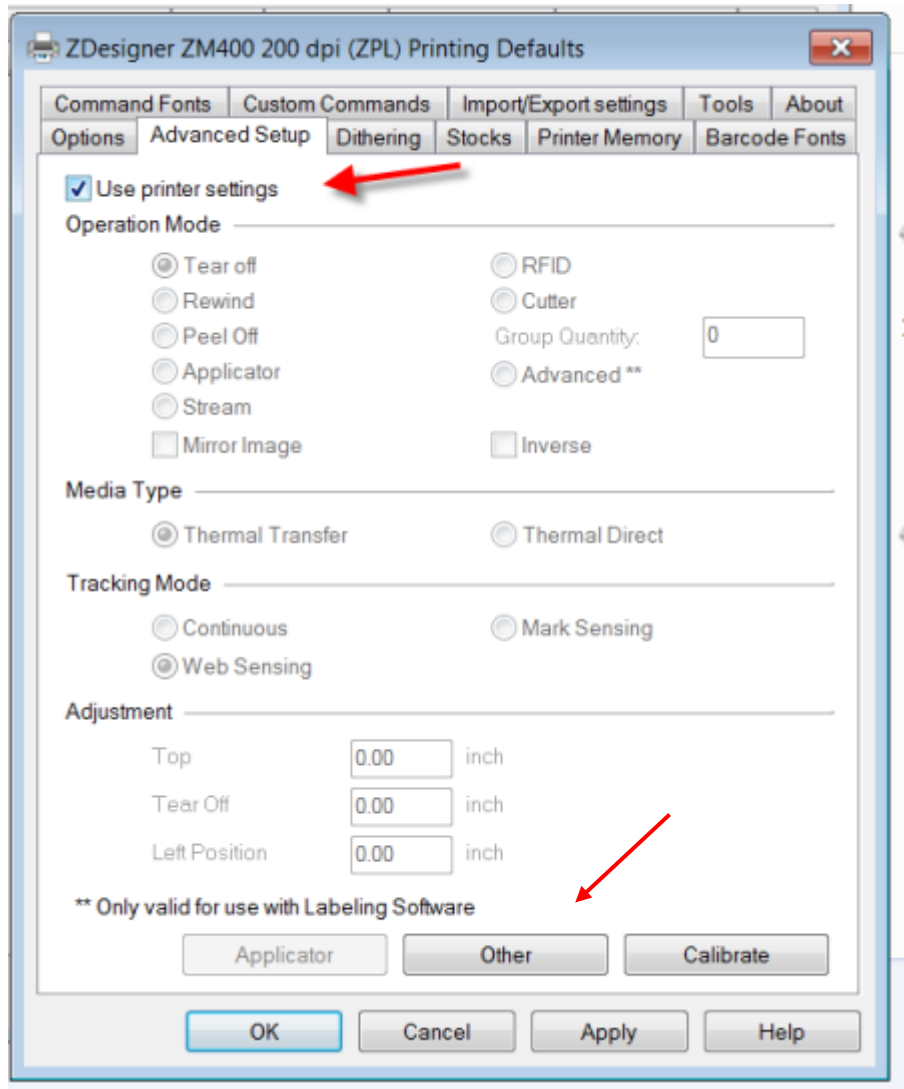 ZDesigner ZM400 200 dpi (ZPL) Printing Defaults
Command Fonts Custom Commands Import/Export settings Tools About
Options Advanced Setup Dithering Stocks Printer Memory Barcode Fonts
Use printer settings
Operation Mode
Tear off RFID
Rewind Cutter
Peel Off Group Quantity: 0
Applicator Advanced **
Stream
Mirror Image Inverse
Media Type
Thermal Transfer Thermal Direct
Tracking Mode
Continuous Mark Sensing
Web Sensing
Adjustment
Top 0.00 inch
Tear Off 0.00 inch
Left Position 0.00 inch
** Only valid for use with Labeling Software
Applicator Other Calibrate
OK Cancel Apply Help